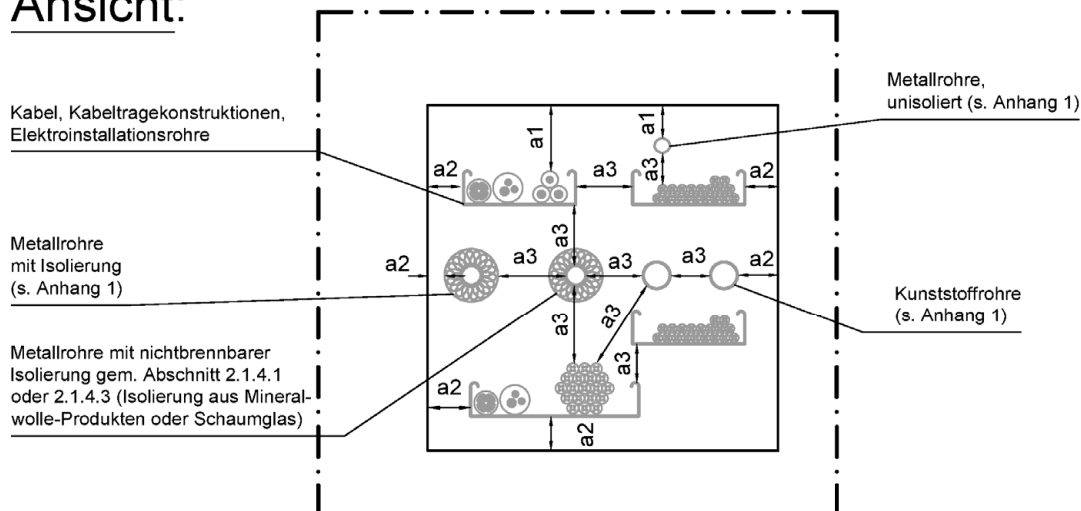 Ansicht:
Kabel, Kabeltragekonstruktionen,
Elektroinstallationsrohre
Metallrohre,
unisoliert (s. Anhang 1)
a1
a1
a2
a3
a3
a2
Metallrohre
mit Isolierung
(s. Anhang 1)
a2
a3
a3
a3
a3
a2
Kunststoffrohre
(s. Anhang 1)
a3
a3
a3
Metallrohre mit nichtbrennbarer
Isolierung gem. Abschnitt 2.1.4.1
oder 2.1.4.3 (Isolierung aus Mineral-
wolle-Produkten oder Schaumglas)
a2
a2